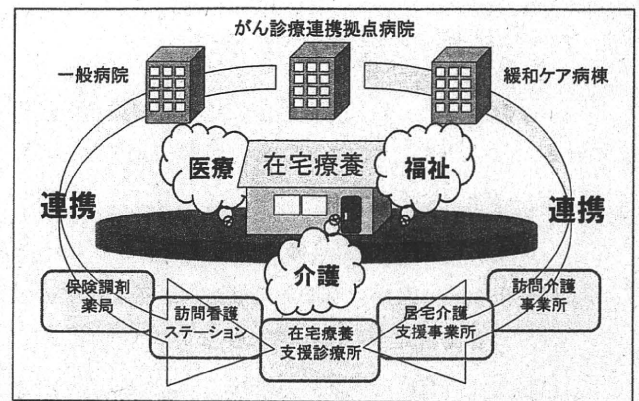 がん診療連携拠点病院
一般病院
緩和ケア病棟
医療
在宅療養
福祉
連携
連携
介護
保険調剤
薬局
訪問看護
ステーション
在宅療養
支援診療所
居宅介護
支援事業所
訪問介護
事業所